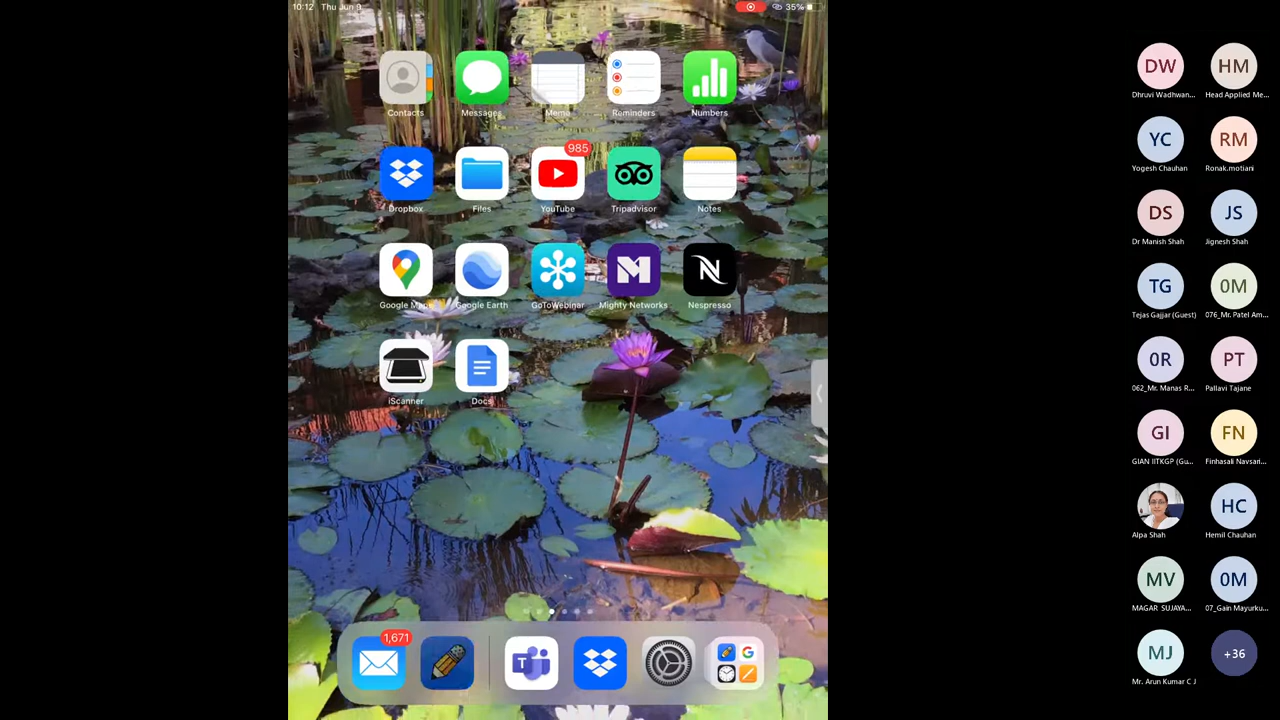 10:12 Thu Jun 9
35%
Contacts
Messages
Memo
Reminders
Numbers
985
Dropbox
Files
YouTube
Tripadvisor
Notes
Google Maps
Google Earth
GoToWebinar
Mighty Networks
Nespresso
iScanner
Docs
1,671
T
DW
HM
Dhruvi Wadhwan...
Head Applied Me...
YC
RM
Yogesh Chauhan
Ronak.motiani
DS
JS
Dr Manish Shah
Jignesh Shah
TG
0M
Tejas Gajjar (Guest)
076_Mr. Patel Am...
0R
PT
062_Mr. Manas R...
Pallavi Tajane
GI
FN
GIAN IITKGP (Gu...
Finhasali Navsari...
HC
Alpa Shah
Hemil Chauhan
MV
0M
MAGAR SUJAYA...
07_Gain Mayurku...
MJ
+36
Mr. Arun Kumar C J